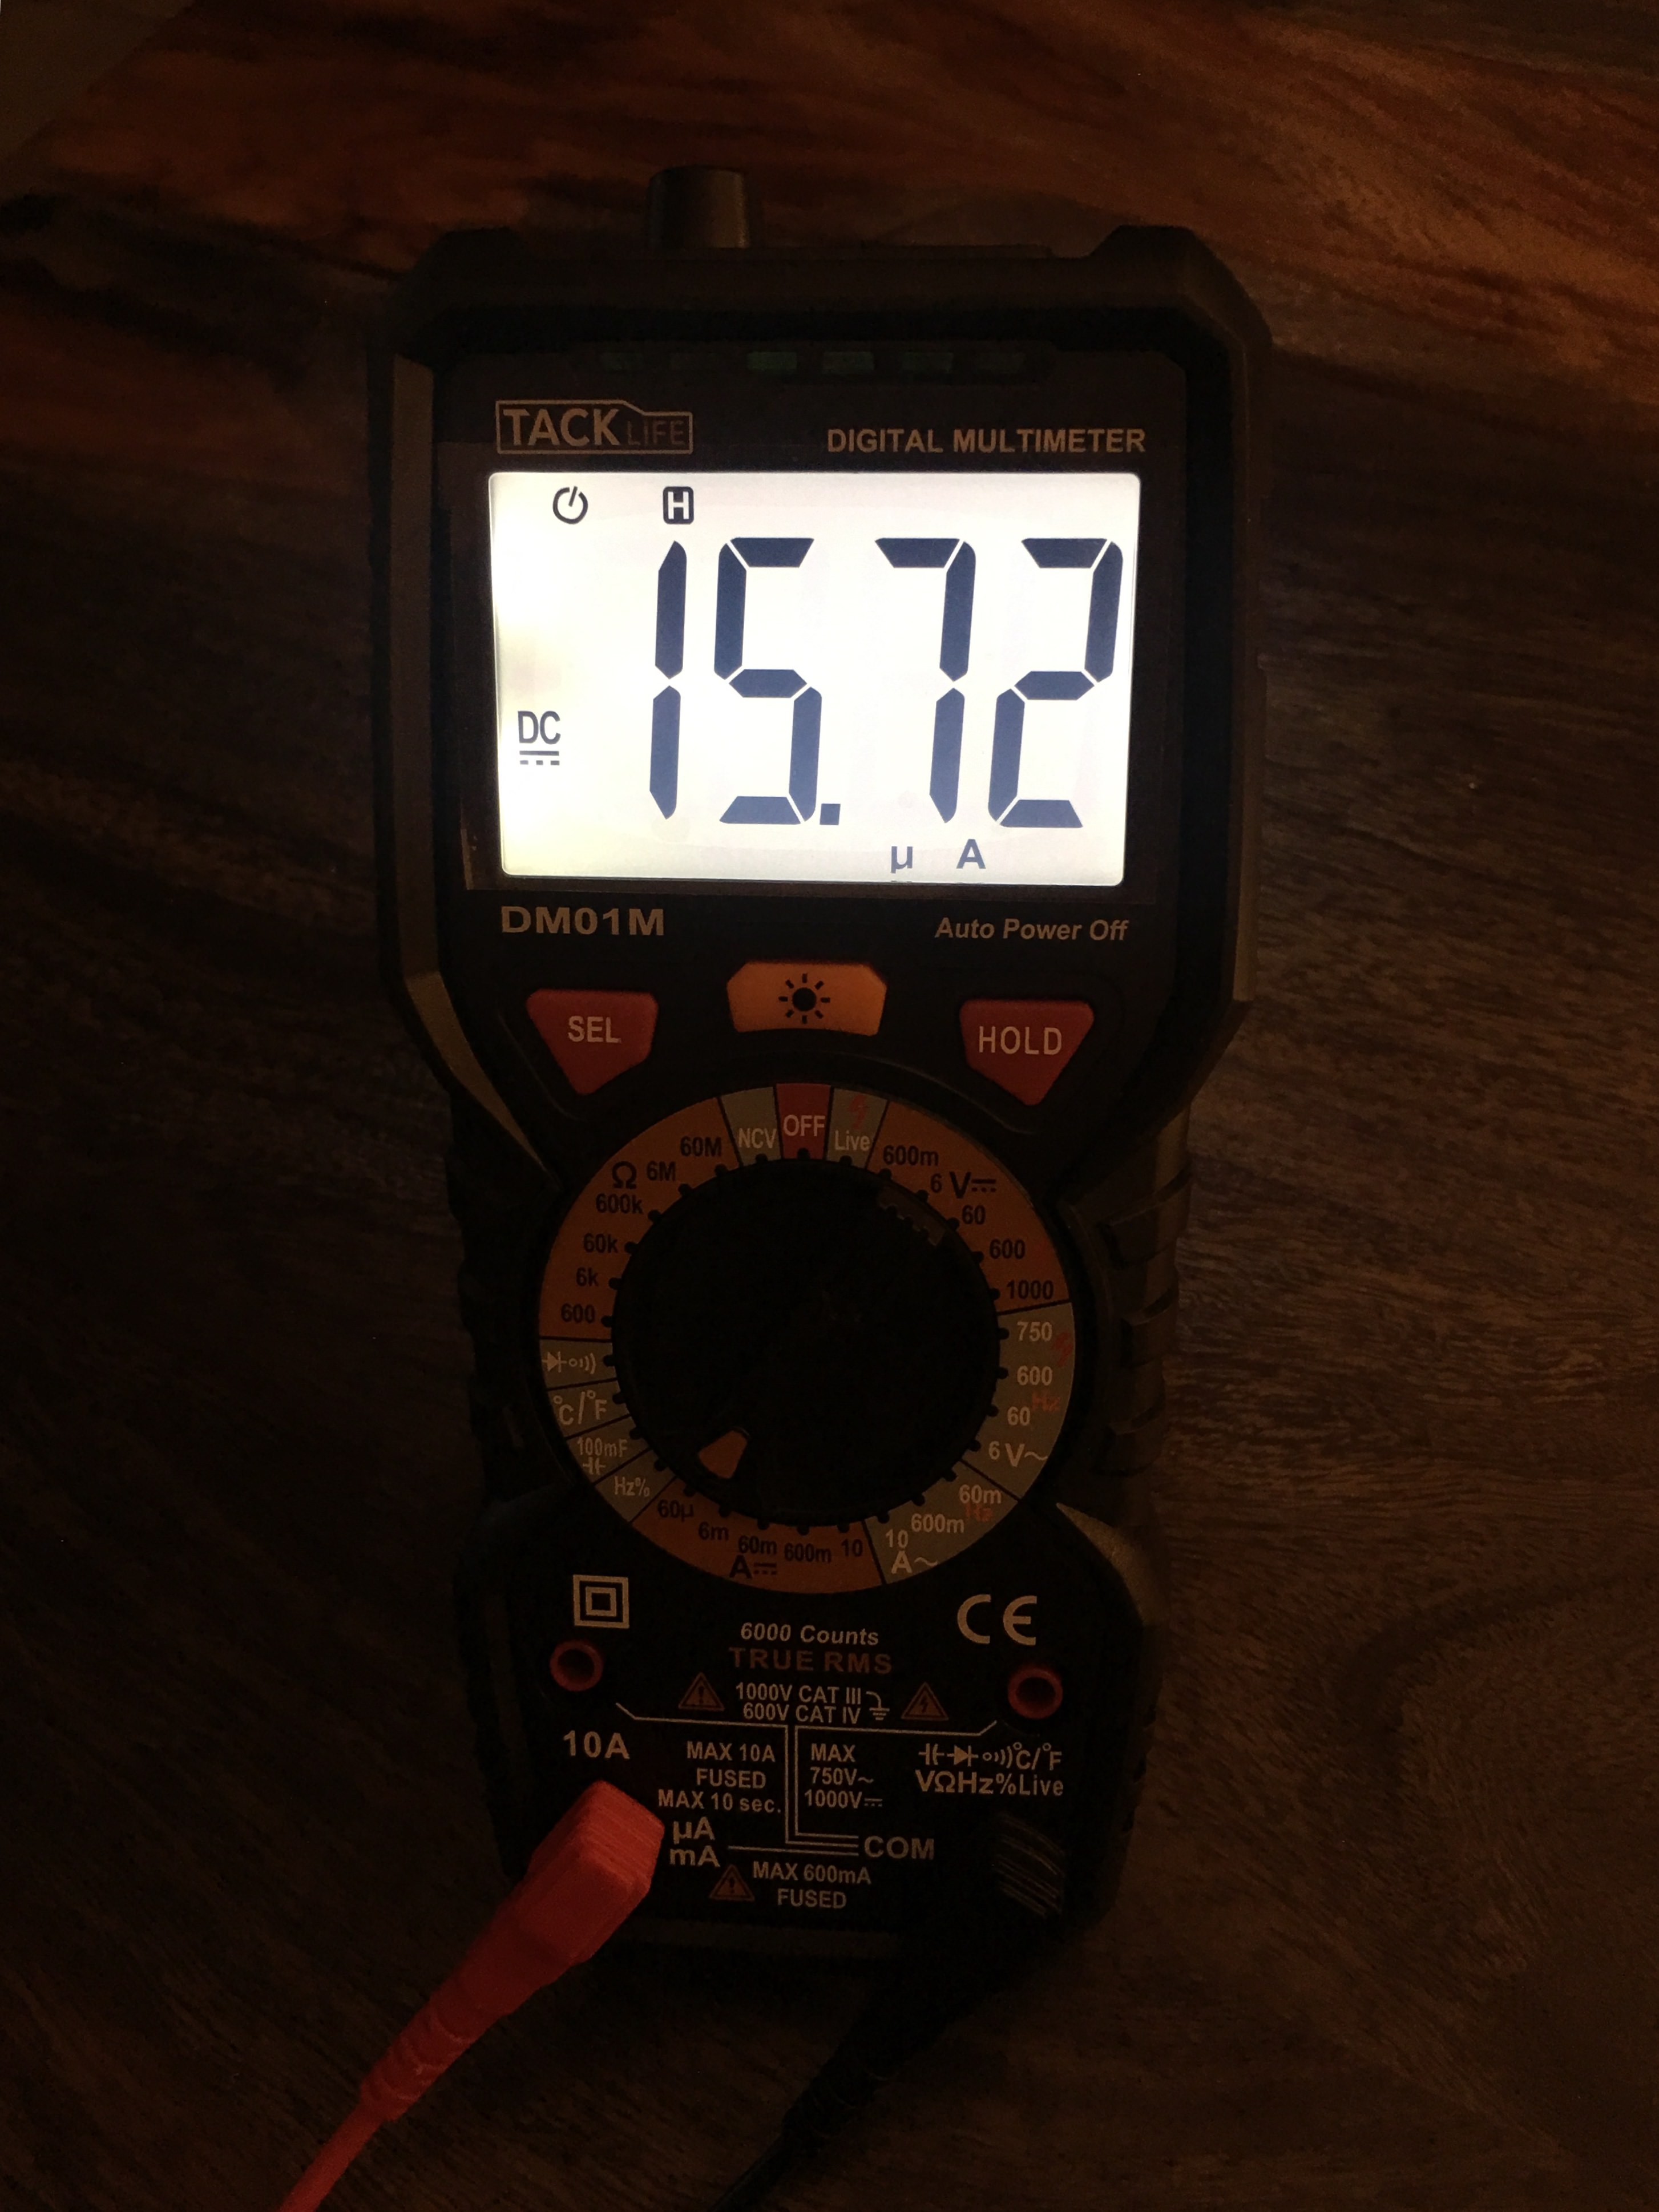 TACK LIFE
DIGITAL MULTIMETER
H
15.72
DC
μ A
DM01M
Auto Power Off
SEL
HOLD
NCV
OFF
Live
60M
6M
Ω
600k
60k
6k
600
600m
6 V
60
600
1000
750
600
Hz
60
6 V~
°C/°F
100mF
Hz%
60μ
6m
60m
600m
10
A
60m
Hz
600m
10
A~
CE
6000 Counts
TRUE RMS
1000V CAT III
600V CAT IV
10A
MAX 10A
FUSED
MAX 10 sec.
MAX
750V~
1000V
°C/°F
VΩHz%Live
μA
mA
COM
MAX 600mA
FUSED